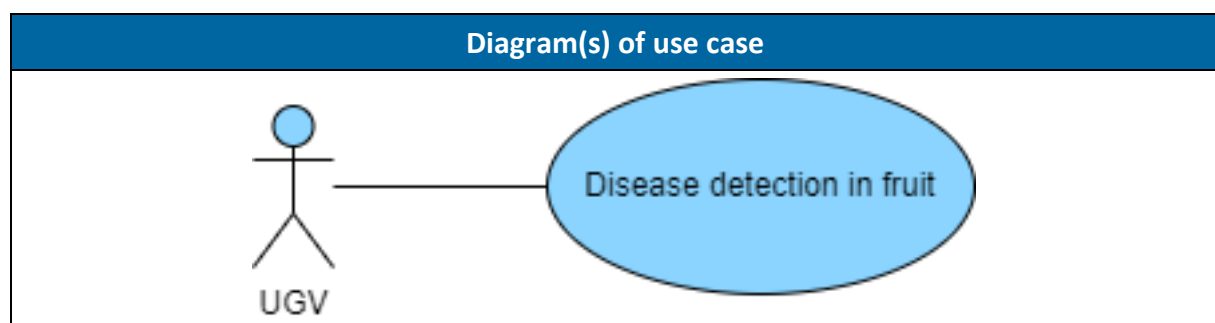 Diagram(s) of use case
Disease detection in fruit
UGV